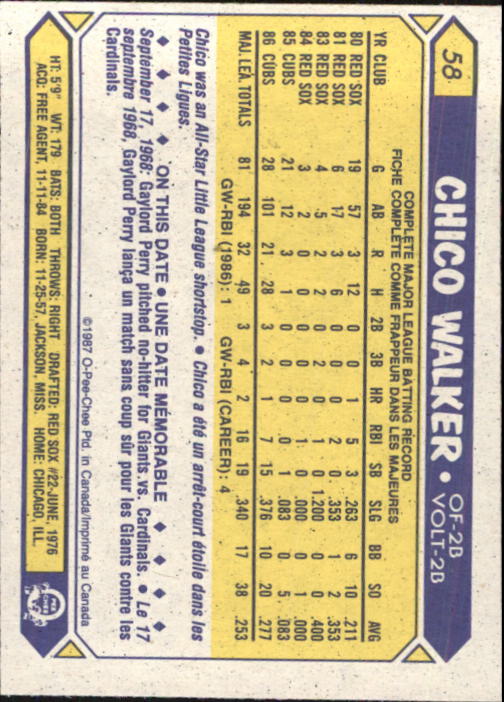 58
CHICO WALKER • OF-2B
VOLT-2B
COMPLETE MAJOR LEAGUE BATTING RECORD
FICHE COMPLÈTE COMME FRAPPEUR DANS LES MAJEURES
YR CLUB G AB R H 2B 3B HR RBI SB SLG BB SO AVG
80 RED SOX 19 57 3 12 0 0 1 5 3 .263 6 10 .211
81 RED SOX 6 17 3 6 0 0 0 2 0 .353 1 2 .353
83 RED SOX 4 5 2 2 0 2 0 1 0 1.200 0 0 .400
84 RED SOX 3 2 0 0 0 0 0 1 0 .000 0 1 .000
85 CUBS 21 12 3 1 0 0 0 0 1 .083 0 5 .083
86 CUBS 28 101 21 28 3 2 1 7 15 .376 10 20 .277
MAJ. LEA. TOTALS 81 194 32 49 3 4 2 16 19 .340 17 38 .253
GW-RBI (1986): 1 GW-RBI (CAREER): 4
Chico was an All-Star Little League shortstop. • Chico a été un arrêt-court étoile dans les
Petites Ligues.
♦ ♦ ♦ ♦ ON THIS DATE • UNE DATE MÉMORABLE ♦ ♦ ♦ ♦
September 17, 1968: Gaylord Perry pitched no-hitter for Giants vs. Cardinals. • Le 17
septembre 1968, Gaylord Perry lança un match sans coup sûr pour les Giants contre les
Cardinals.
©1987 O-Pee-Chee Ptd. in Canada/Imprimé au Canada
HT: 5'9" WT: 179 BATS: BOTH THROWS: RIGHT DRAFTED: RED SOX #22-JUNE, 1976
ACQ: FREE AGENT, 11-11-84 BORN: 11-25-57, JACKSON, MISS. HOME: CHICAGO, ILL.
O
PEE
CHEE